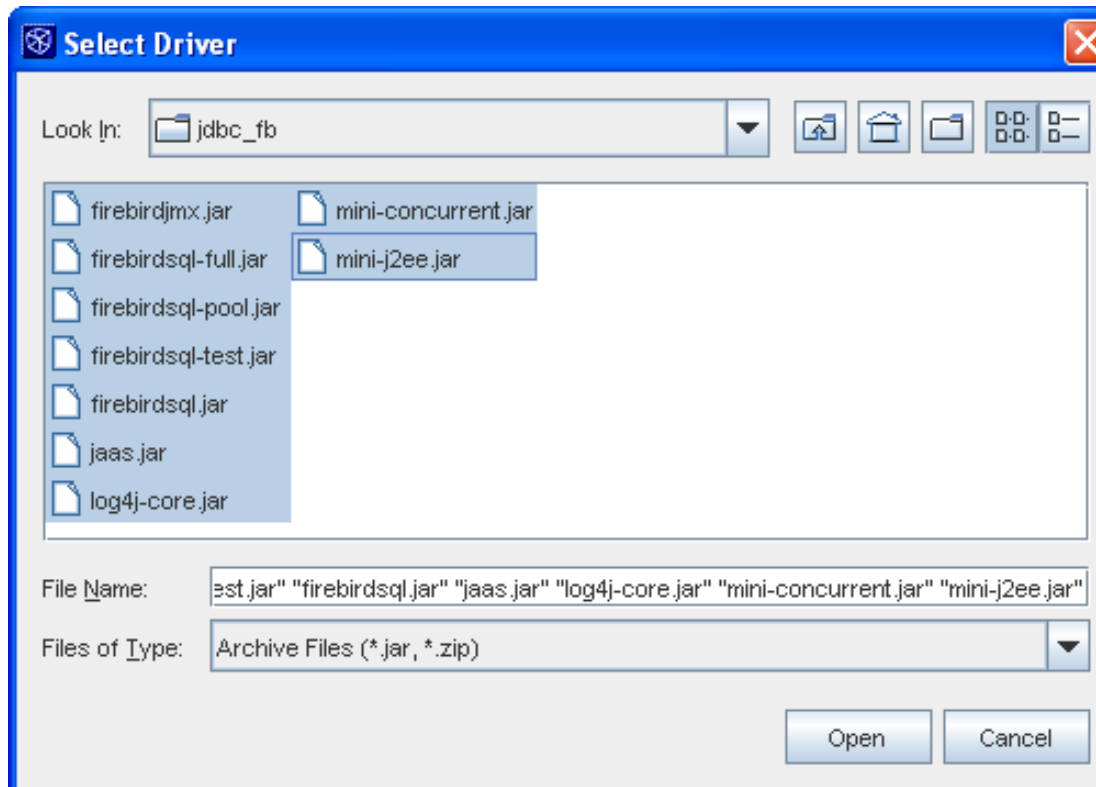 Select Driver
Look In: jdbc_fb
firebirdjmx.jar mini-concurrent.jar
firebirdsql-full.jar mini-j2ee.jar
firebirdsql-pool.jar
firebirdsql-test.jar
firebirdsql.jar
jaas.jar
log4j-core.jar
File Name: est.jar" "firebirdsql.jar" "jaas.jar" "log4j-core.jar" "mini-concurrent.jar" "mini-j2ee.jar"
Files of Type: Archive Files (*.jar, *.zip)
Open Cancel